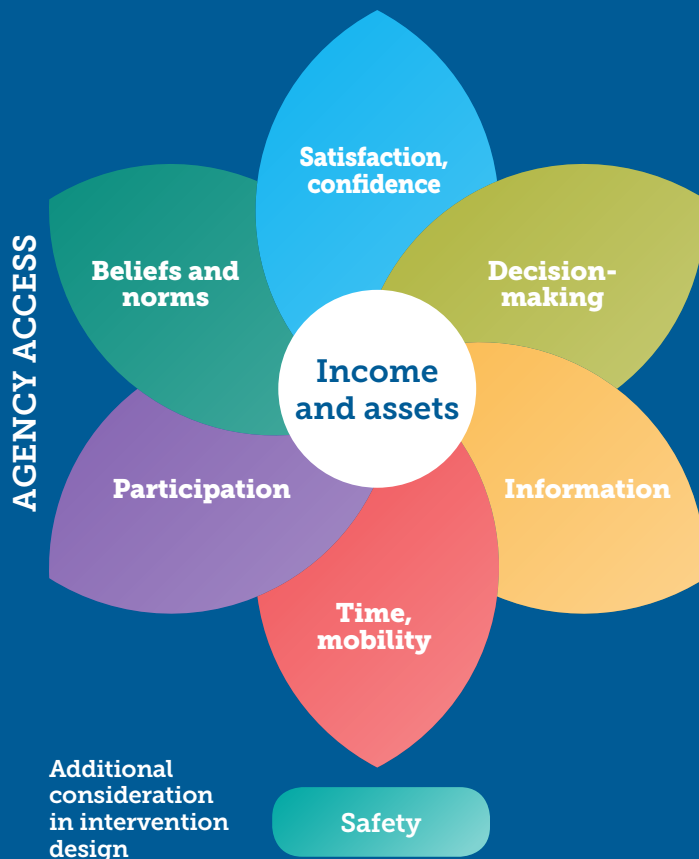 Satisfaction,
confidence
Beliefs and
norms
Decision-
making
AGENCY ACCESS
Income
and assets
Participation
Information
Time,
mobility
Additional
consideration
in intervention
design
Safety